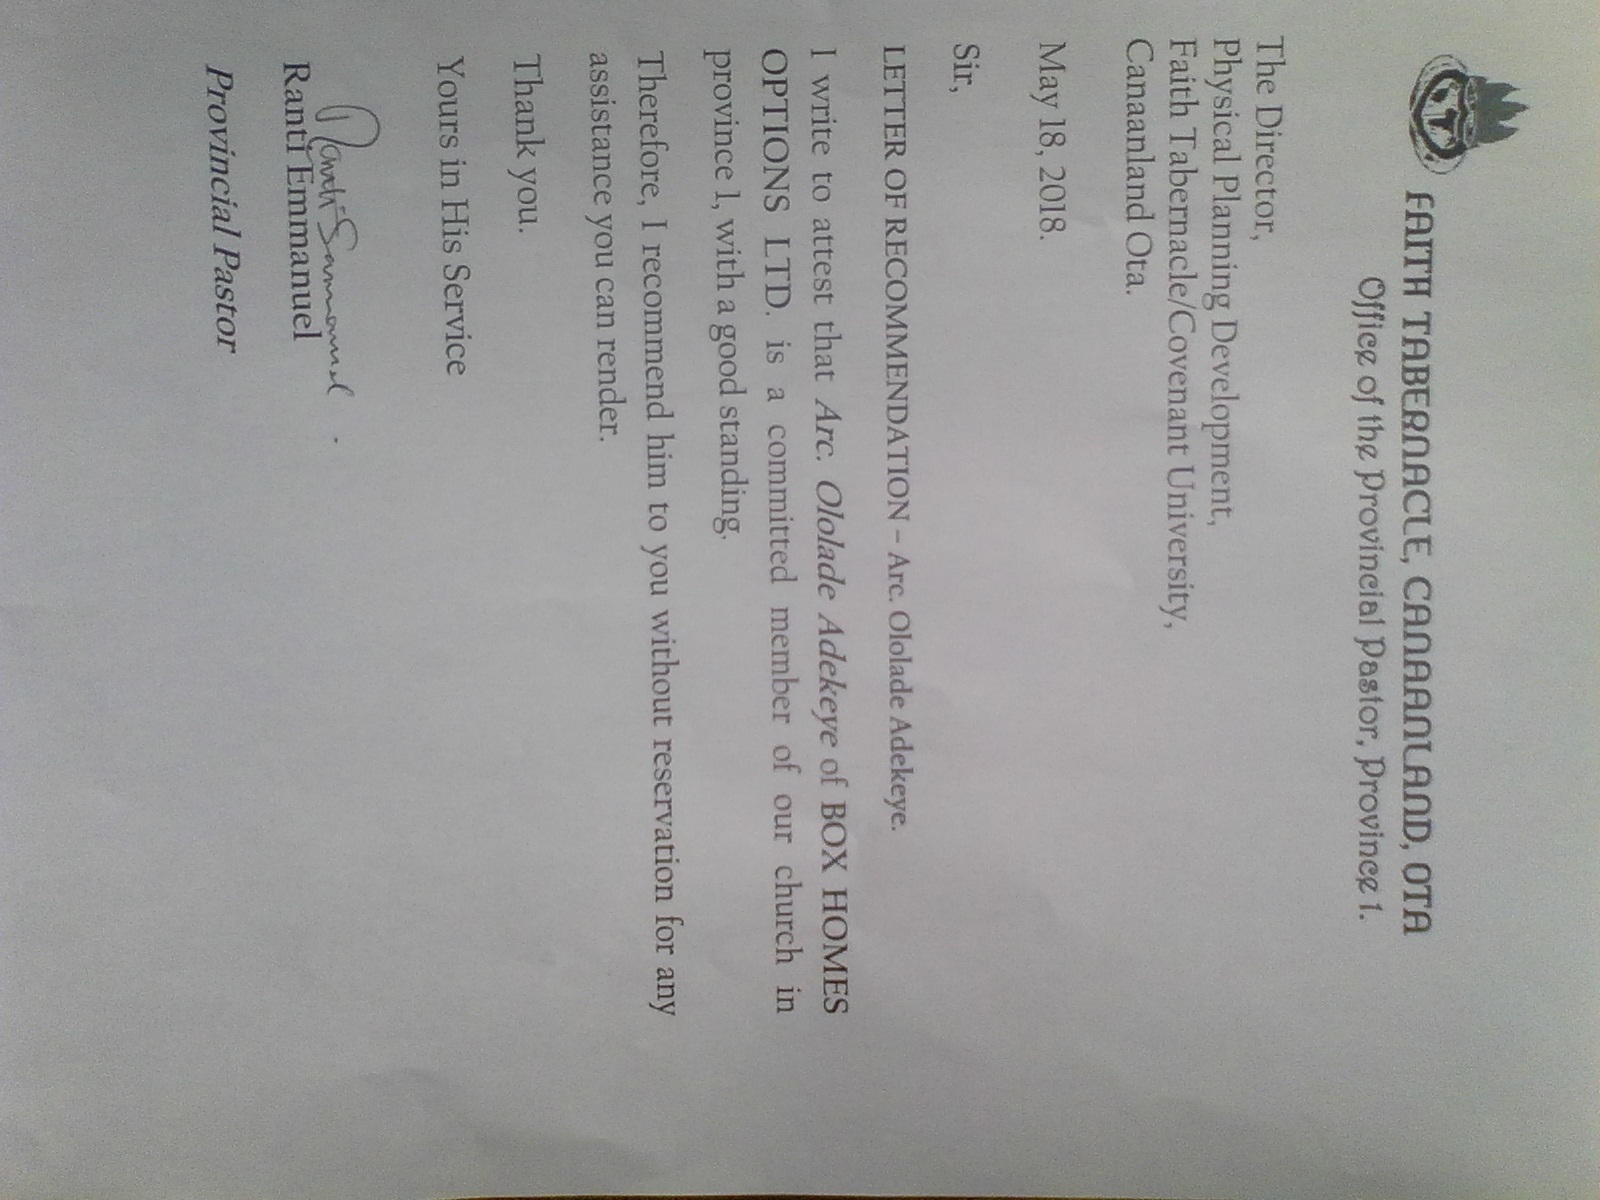 FAITH TABERNACLE, CANAANLAND, OTA
Office of the Provincial Pastor, Province 1.
The Director,
Physical Planning Development,
Faith Tabernacle/Covenant University,
Canaanland Ota.
May 18, 2018.
Sir,
LETTER OF RECOMMENDATION – Arc. Ololade Adekeye.
I write to attest that Arc. Ololade Adekeye of BOX HOMES
OPTIONS LTD. is a committed member of our church in
province 1, with a good standing.
Therefore, I recommend him to you without reservation for any
assistance you can render.
Thank you.
Yours in His Service
Ranti Emmanuel
Ranti Emmanuel
Provincial Pastor